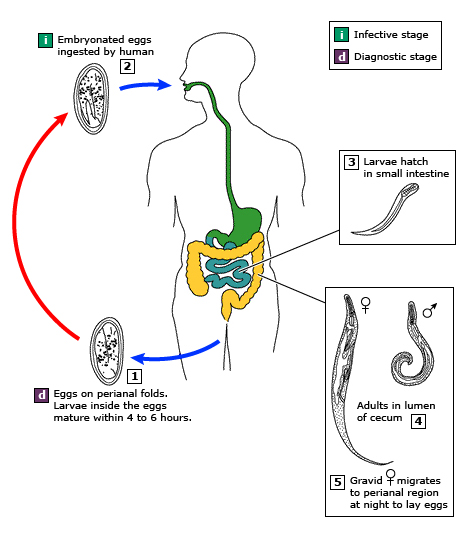 i Embryonated eggs
ingested by human
2
i Infective stage
d Diagnostic stage
3 Larvae hatch
in small intestine
♀
♂
Adults in lumen
of cecum 4
5 Gravid ♀ migrates
to perianal region
at night to lay eggs
1
d Eggs on perianal folds.
Larvae inside the eggs
mature within 4 to 6 hours.